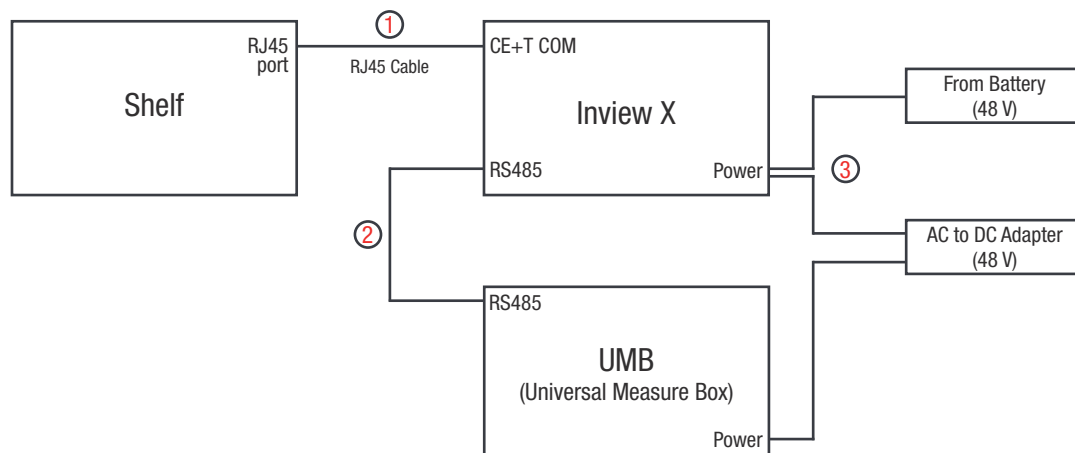 1
RJ45
port
Shelf
RJ45 Cable
CE+T COM
Inview X
RS485
Power
3
From Battery
(48 V)
AC to DC Adapter
(48 V)
2
RS485
UMB
(Universal Measure Box)
Power